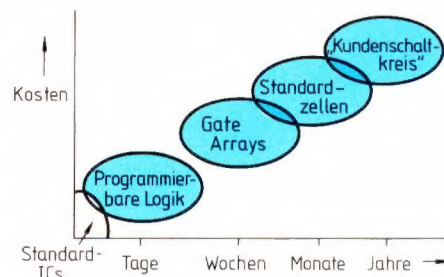 Kosten
„Kundenschalt-
kreis“
Standard-
zellen
Gate
Arrays
Programmier-
bare Logik
Standard-
ICs
Tage
Wochen
Monate
Jahre